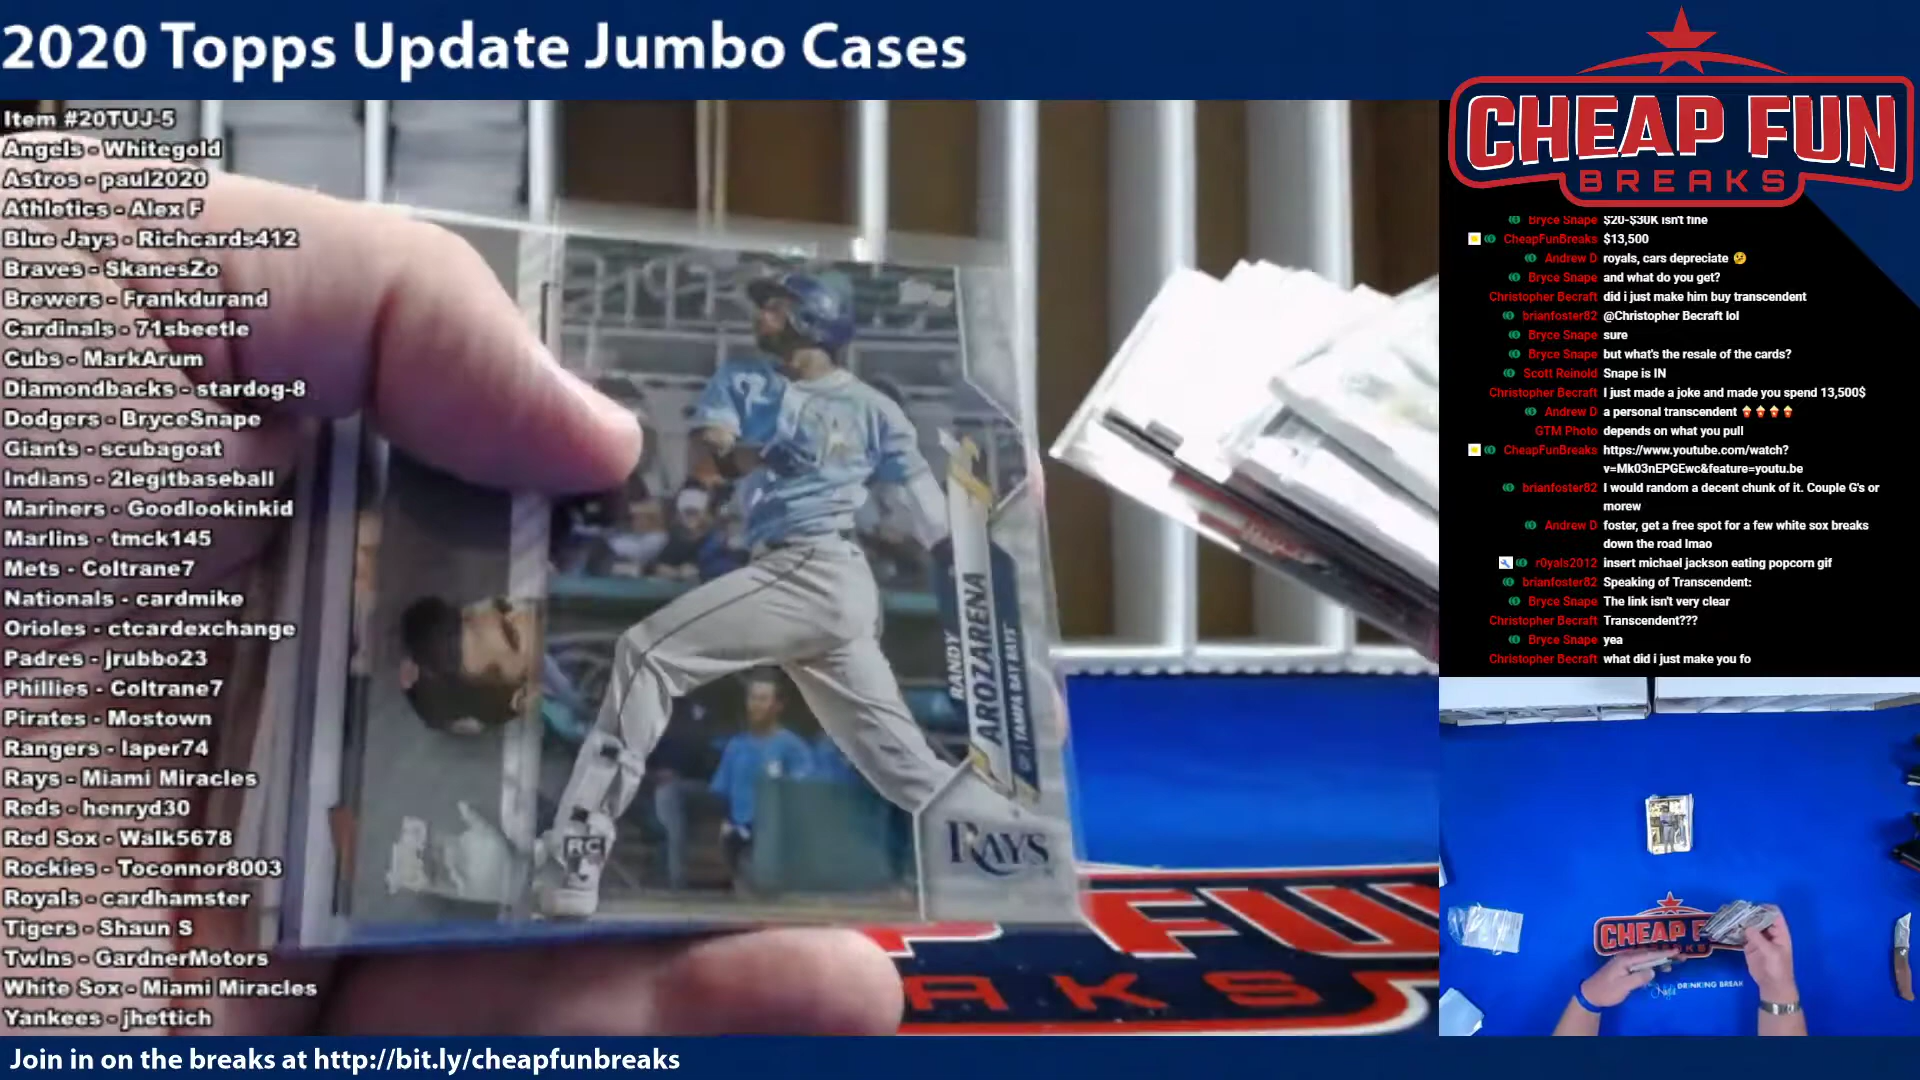 2020 Topps Update Jumbo Cases
CHEAP FUN
BREAKS
Item #20TUJ-5
Angels - Whitegold
Astros - paul2020
Athletics - Alex F
Blue Jays - Richcards412
Braves - SkanesZo
Brewers - Frankdurand
Cardinals - 71sbeetle
Cubs - MarkArum
Diamondbacks - stardog-8
Dodgers - BryceSnape
Giants - scubagoat
Indians - 2legitbaseball
Mariners - Goodlookinkid
Marlins - tmck145
Mets - Coltrane7
Nationals - cardmike
Orioles - ctcardexchange
Padres - jrubbo23
Phillies - Coltrane7
Pirates - Mostown
Rangers - laper74
Rays - Miami Miracles
Reds - henryd30
Red Sox - Walk5678
Rockies - Toconnor8003
Royals - cardhamster
Tigers - Shaun S
Twins - GardnerMotors
White Sox - Miami Miracles
Yankees - jhettich
Topps
RANDY
AROZARENA
TAMPA BAY RAYS
RC
RAYS
P FU
AKS
Bryce Snape $20-$30K isn't fine
CheapFunBreaks $13,500
Andrew D royals, cars depreciate 🤔
Bryce Snape and what do you get?
Christopher Becraft did i just make him buy transcendent
brianfoster82 @Christopher Becraft lol
Bryce Snape sure
Bryce Snape but what's the resale of the cards?
Scott Reinold Snape is IN
Christopher Becraft I just made a joke and made you spend 13,500$
Andrew D a personal transcendent 🍿🍿🍿🍿
GTM Photo depends on what you pull
CheapFunBreaks https://www.youtube.com/watch?
v=Mk03nEPGEwc&feature=youtu.be
brianfoster82 I would random a decent chunk of it. Couple G's or
morew
Andrew D foster, get a free spot for a few white sox breaks
down the road lmao
r0yals2012 insert michael jackson eating popcorn gif
brianfoster82 Speaking of Transcendent:
Bryce Snape The link isn't very clear
Christopher Becraft Transcendent???
Bryce Snape yea
Christopher Becraft what did i just make you fo
CHEAP F
DRINKING BREAK
Join in on the breaks at http://bit.ly/cheapfunbreaks